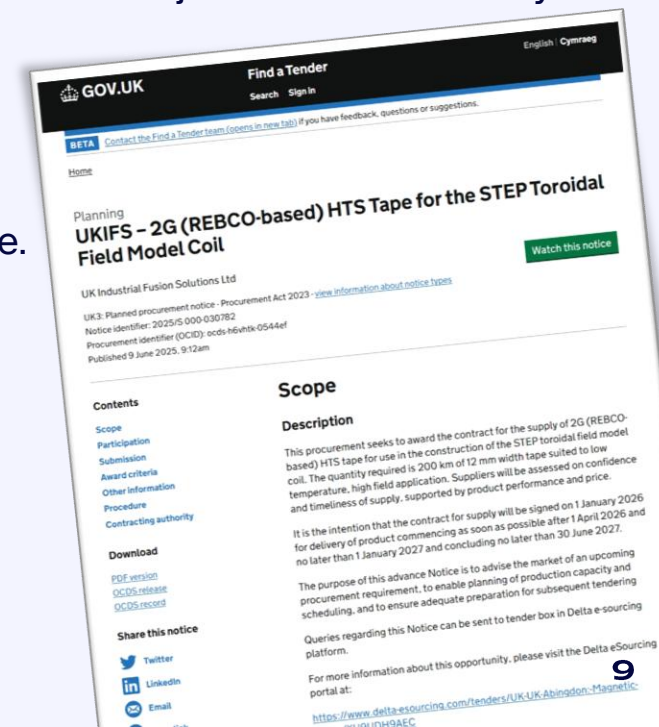 GOV.UK
Find a Tender
English | Cymraeg
Search Sign in
BETA Contact the Find a Tender team (opens in new tab) if you have feedback, questions or suggestions.
Home
e.
Planning
UKIFS – 2G (REBCO-based) HTS Tape for the STEP Toroidal
Field Model Coil
UK Industrial Fusion Solutions Ltd
Watch this notice
UK3: Planned procurement notice - Procurement Act 2023 - view information about notice types
Notice identifier: 2025/S 000-030782
Procurement identifier (OCID): ocds-h6vhtk-0544ef
Published 9 June 2025, 9:12am
Contents
Scope
Participation
Submission
Award criteria
Other information
Procedure
Contracting authority
Download
PDF version
OCDS release
OCDS record
Share this notice
Twitter
LinkedIn
Email
Scope
Description
This procurement seeks to award the contract for the supply of 2G (REBCO-
based) HTS tape for use in the construction of the STEP toroidal field model
coil. The quantity required is 200 km of 12 mm width tape suited to low
temperature, high field application. Suppliers will be assessed on confidence
and timeliness of supply, supported by product performance and price.
It is the intention that the contract for supply will be signed on 1 January 2026
for delivery of product commencing as soon as possible after 1 April 2026 and
no later than 1 January 2027 and concluding no later than 30 June 2027.
The purpose of this advance Notice is to advise the market of an upcoming
procurement requirement, to enable planning of production capacity and
scheduling, and to ensure adequate preparation for subsequent tendering
Queries regarding this Notice can be sent to tender box in Delta e-sourcing
platform.
For more information about this opportunity, please visit the Delta eSourcing
portal at:
https://www.delta-esourcing.com/tenders/UK-UK-Abingdon:-Magnetic-
9